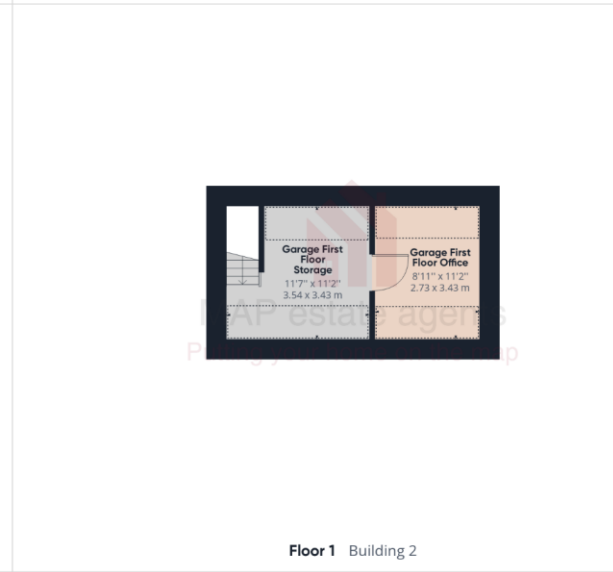 Garage First
Floor
Storage
11'7" x 11'2"
3.54 x 3.43 m
Garage First
Floor Office
8'11" x 11'2"
2.73 x 3.43 m
MAP estate agents
Floor 1 Building 2